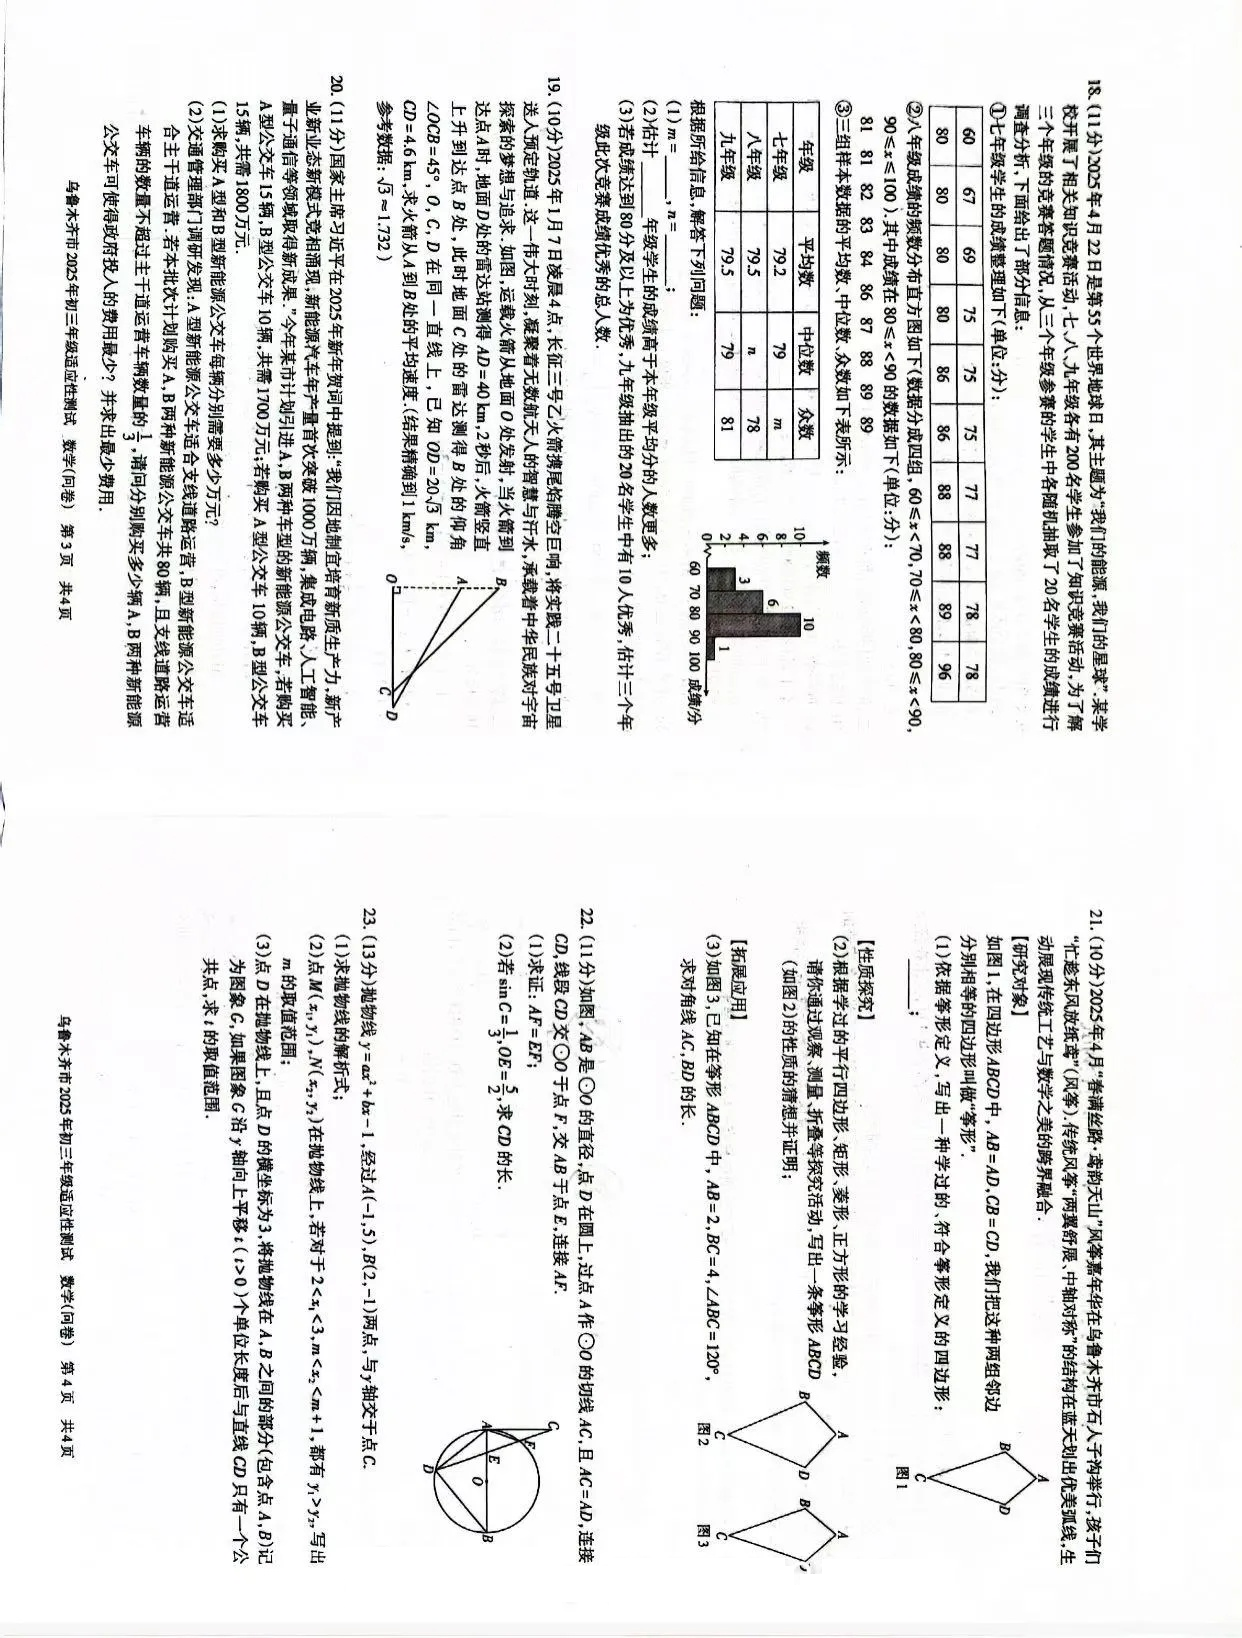 18.(11分)2025年4月22日是第55个世界地球日,其主题为“我们的能源,我们的星球”.某学
校开展了相关知识竞赛活动,七、八、九年级各有200名学生参加了知识竞赛活动,为了解
三个年级的竞赛答题情况,从三个年级参赛的学生中各随机抽取了20名学生的成绩进行
调查分析,下面给出了部分信息:
①七年级学生的成绩整理如下(单位:分):
60 67 69 75 75 75 77 77 78 78
80 80 80 80 86 86 88 88 89 96
②八年级成绩的频数分布直方图如下(数据分成四组,60≤x<70,70≤x<80,80≤x<90,
90≤x≤100).其中成绩在80≤x<90的数据如下(单位:分):
81 81 82 83 84 86 87 88 89 89
③三组样本数据的平均数、中位数、众数如下表所示:
年级 平均数 中位数 众数
七年级 79.2 79 m
八年级 79.5 n 78
九年级 79.5 79 81
频数
10
8
6
4
2
0
3 6 10 1
60 70 80 90 100 成绩/分
根据所给信息,解答下列问题:
(1)m=____,n=____;
(2)估计____年级学生的成绩高于本年级平均分的人数更多;
(3)若成绩达到80分及以上为优秀,九年级抽出的20名学生中有10人优秀,估计三个年
级此次竞赛成绩优秀的总人数.
19.(10分)2025年1月7日凌晨4点,长征三号乙火箭携尾焰腾空巨响,将实践二十五号卫星
送入预定轨道.这一伟大时刻,凝聚着无数航天人的智慧与汗水,承载着中华民族对宇宙
探索的梦想与追求.如图,运载火箭从地面O处发射,当火箭到
达点A时,地面D处的雷达站测得AD=40km,2秒后,火箭竖直
上升到达点B处,此时地面C处的雷达测得B处的仰角
∠OCB=45°,O,C,D在同一直线上,已知OD=20√3 km,
CD=4.6km,求火箭从A到B处的平均速度.(结果精确到1km/s,
参考数据:√3≈1.732)
B
A
O
C
D
20.(11分)国家主席习近平在2025年新年贺词中提到:“我们因地制宜培育新质生产力,新产
业新业态新模式竞相涌现,新能源汽车年产量首次突破1000万辆,集成电路、人工智能、
量子通信等领域取得新成果.”今年某市计划引进A,B两种车型的新能源公交车,若购买
A型公交车15辆,B型公交车10辆,共需1700万元;若购买A型公交车10辆,B型公交车
15辆,共需1800万元.
(1)求购买A型和B型新能源公交车每辆分别需要多少万元?
(2)交通管理部门调研发现:A型新能源公交车适合支线道路运营,B型新能源公交车适
合主干道运营.若本批次计划购买A,B两种新能源公交车共80辆,且支线道路运营
车辆的数量不超过主干道运营车辆数量的1/3,请问分别购买多少辆A,B两种新能源
公交车可使得政府投入的费用最少?并求出最少费用.
乌鲁木齐市2025年初三年级适应性测试 数学(问卷) 第3页 共4页
21.(10分)2025年4月“春满丝路·鸢韵天山”风筝嘉年华在乌鲁木齐市石人子沟举行,孩子们
“忙趁东风放纸鸢”(风筝).传统风筝“两翼舒展、中轴对称”的结构在蓝天划出优美弧线,生
动展现传统工艺与数学之美的跨界融合.
【研究对象】
如图1,在四边形ABCD中,AB=AD,CB=CD,我们把这种两组邻边
分别相等的四边形叫做“筝形”.
(1)依据筝形定义,写出一种学过的、符合筝形定义的四边形:
____;
A
B
D
C
图1
【性质探究】
(2)根据学过的平行四边形、矩形、菱形、正方形的学习经验,
请你通过观察、测量、折叠等探究活动,写出一条筝形ABCD
(如图2)的性质的猜想并证明;
【拓展应用】
(3)如图3,已知在筝形ABCD中,AB=2,BC=4,∠ABC=120°,
求对角线AC,BD的长.
A
B
D
C
图2
A
B
C
图3
22.(11分)如图,AB是⊙O的直径,点D在圆上,过点A作⊙O的切线AC,且AC=AD,连接
CD,线段CD交⊙O于点F,交AB于点E,连接AF.
(1)求证:AF=EF;
(2)若sinC=1/3,OE=5/2,求CD的长.
C
F
A
E
O
B
D
23.(13分)抛物线y=ax²+bx-1,经过A(-1,5),B(2,-1)两点,与y轴交于点C.
(1)求抛物线的解析式;
(2)点M(x₁,y₁),N(x₂,y₂)在抛物线上,若对于2<x₁<3,m<x₂<m+1,都有y₁>y₂,写出
m的取值范围;
(3)点D在抛物线上,且点D的横坐标为3,将抛物线在A,B之间的部分(包含点A,B)记
为图象G,如果图象G沿y轴向上平移t(t>0)个单位长度后与直线CD只有一个公
共点,求t的取值范围.
乌鲁木齐市2025年初三年级适应性测试 数学(问卷) 第4页 共4页